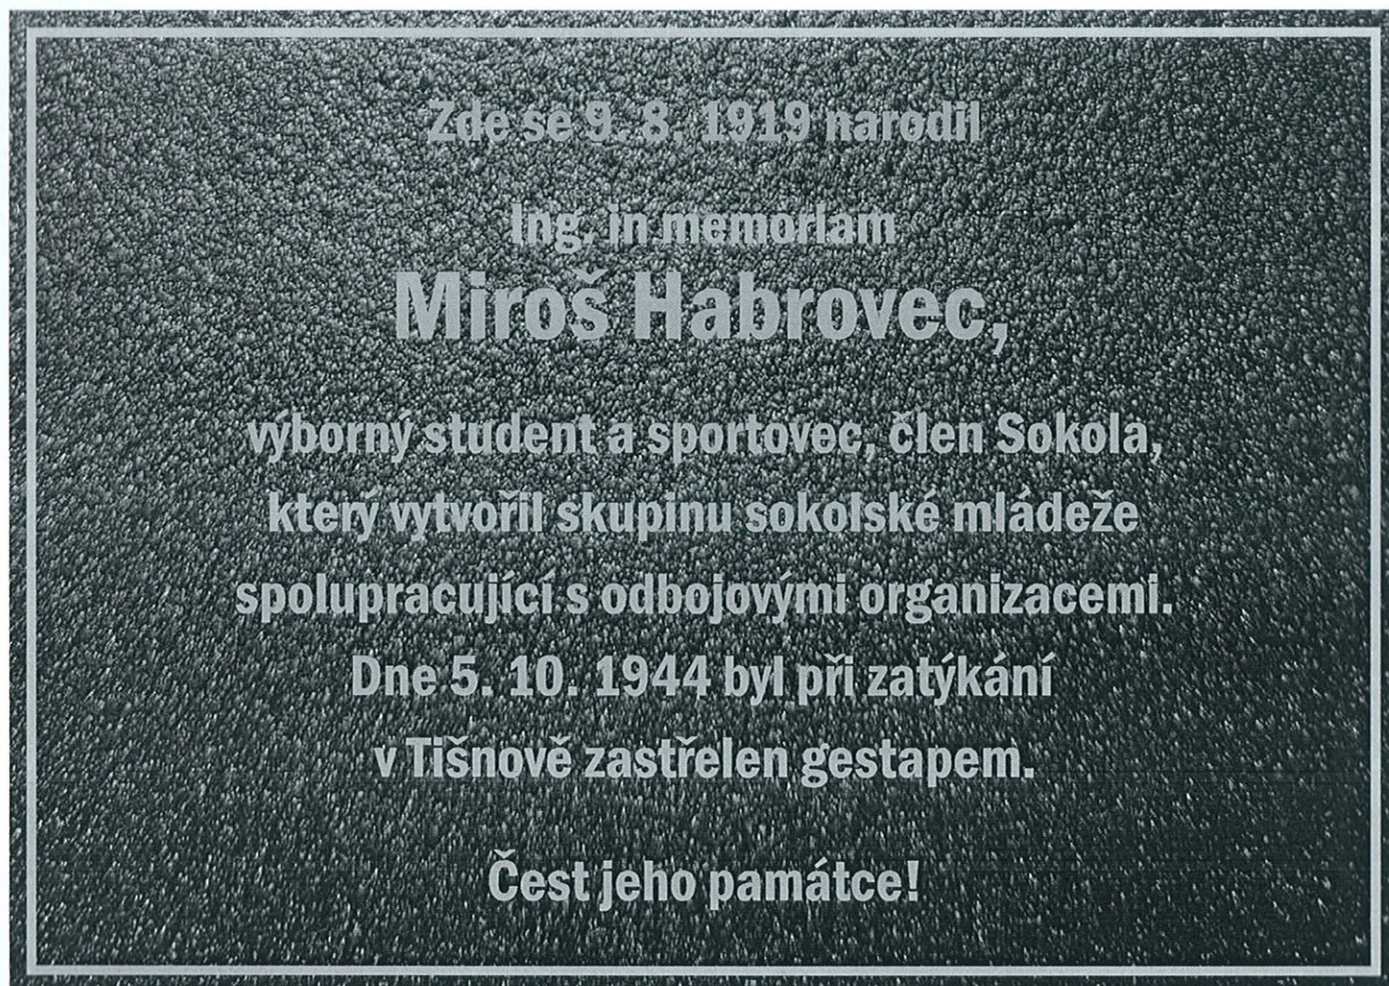 Zde se 9. 8. 1919 narodil
Ing. in memoriam
Miroš Habrovec,
výborný student a sportovec, člen Sokola,
který vytvořil skupinu sokolské mládeže
spolupracující s odbojovými organizacemi.
Dne 5. 10. 1944 byl při zatýkání
v Tišnově zastřelen gestapem.
Čest jeho památce!